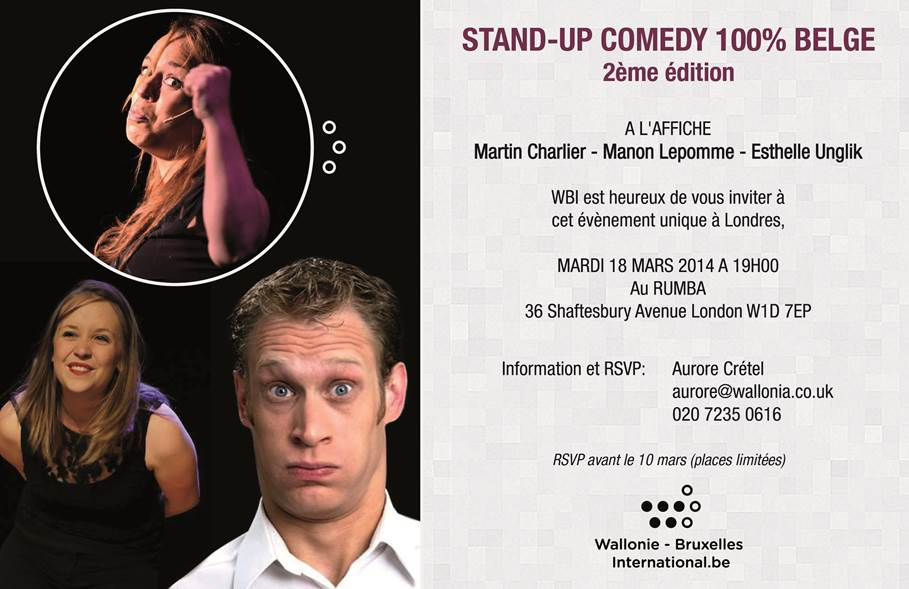 STAND-UP COMEDY 100% BELGE
2ème édition
A L'AFFICHE
Martin Charlier - Manon Lepomme - Esthelle Unglik
WBI est heureux de vous inviter à
cet évènement unique à Londres,
MARDI 18 MARS 2014 A 19H00
Au RUMBA
36 Shaftesbury Avenue London W1D 7EP
Information et RSVP: Aurore Crétel
aurore@wallonia.co.uk
020 7235 0616
RSVP avant le 10 mars (places limitées)
Wallonie - Bruxelles
International.be